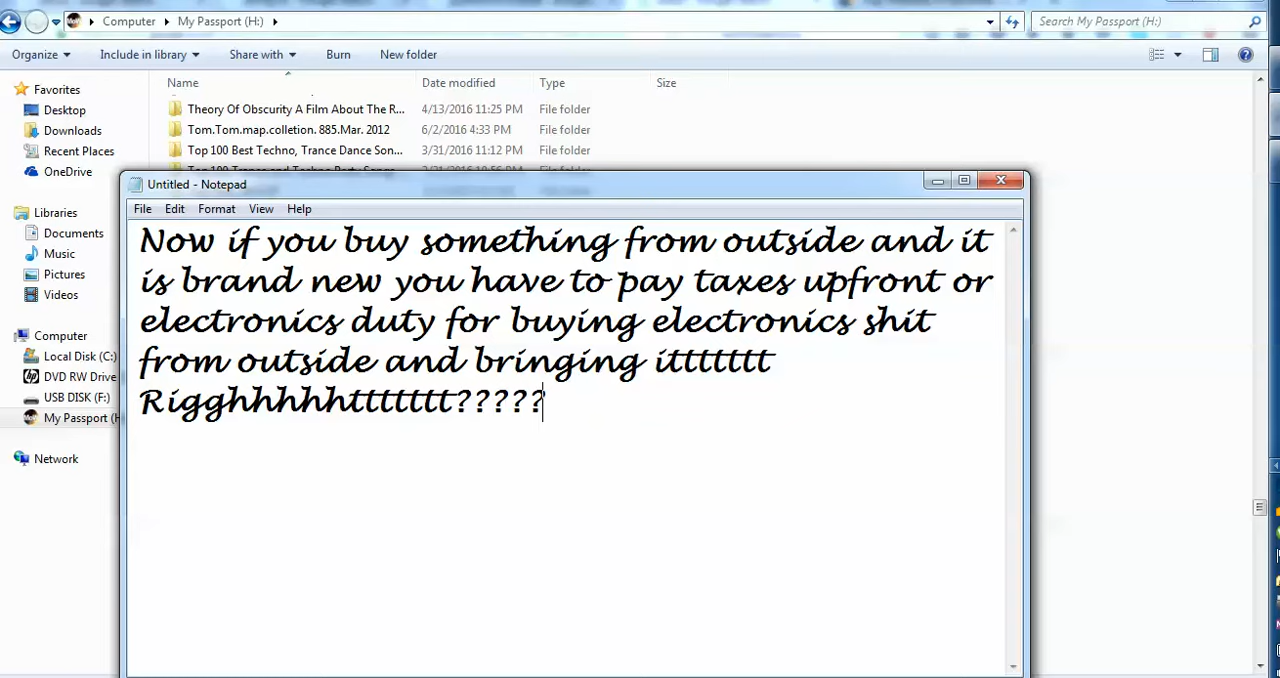 Computer
My Passport (H:)
Search My Passport (H:)
Organize
Include in library
Share with
Burn
New folder
Favorites
Desktop
Downloads
Recent Places
OneDrive
Libraries
Documents
Music
Pictures
Videos
Computer
Local Disk (C:)
DVD RW Drive
USB DISK (F:)
My Passport (H
Network
Name
Date modified
Type
Size
Theory Of Obscurity A Film About The R...
4/13/2016 11:25 PM
File folder
Tom.Tom.map.colletion. 885.Mar. 2012
6/2/2016 4:33 PM
File folder
Top 100 Best Techno, Trance Dance Son...
3/31/2016 11:12 PM
File folder
Untitled - Notepad
File
Edit
Format
View
Help
Now if you buy something from outside and it
is brand new you have to pay taxes upfront or
electronics duty for buying electronics shit
from outside and bringing ittttttt
Rigghhhhhttttttt?????